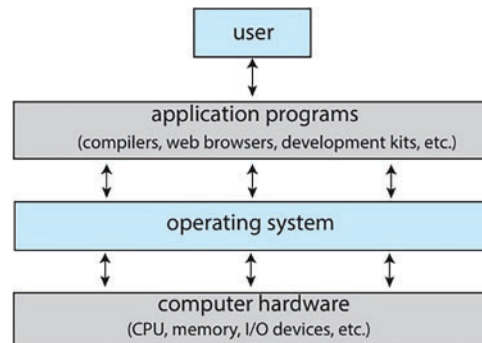 user
application programs
(compilers, web browsers, development kits, etc.)
operating system
computer hardware
(CPU, memory, I/O devices, etc.)